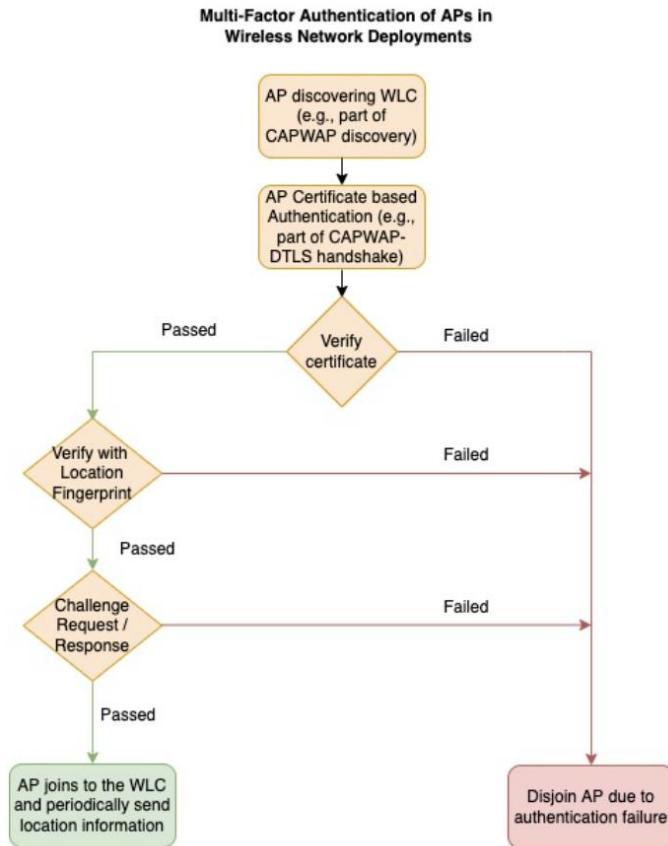 Multi-Factor Authentication of APs in
Wireless Network Deployments
AP discovering WLC
(e.g., part of
CAPWAP discovery)
AP Certificate based
Authentication (e.g.,
part of CAPWAP-
DTLS handshake)
Passed
Failed
Verify
certificate
Verify with
Location
Fingerprint
Failed
Passed
Challenge
Request /
Response
Failed
Passed
AP joins to the WLC
and periodically send
location information
Disjoin AP due to
authentication failure